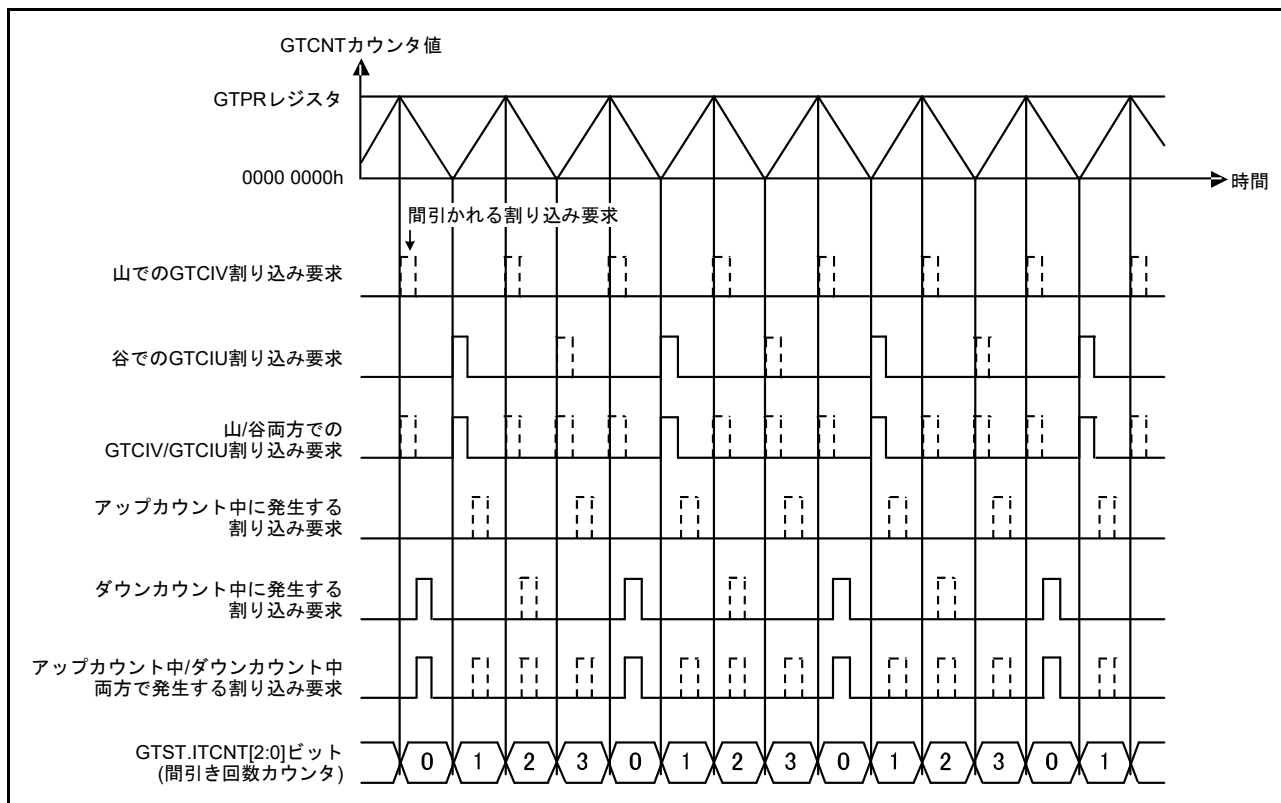 GTCNTカウンタ値
GTPRレジスタ
0000 0000h
時間
間引かれる割り込み要求
山でのGTCIV割り込み要求
谷でのGTCIU割り込み要求
山/谷両方での
GTCIV/GTCIU割り込み要求
アップカウント中に発生する
割り込み要求
ダウンカウント中に発生する
割り込み要求
アップカウント中/ダウンカウント中
両方で発生する割り込み要求
GTST.ITCNT[2:0]ビット
(間引き回数カウンタ)
0 1 2 3 0 1 2 3 0 1 2 3 0 1